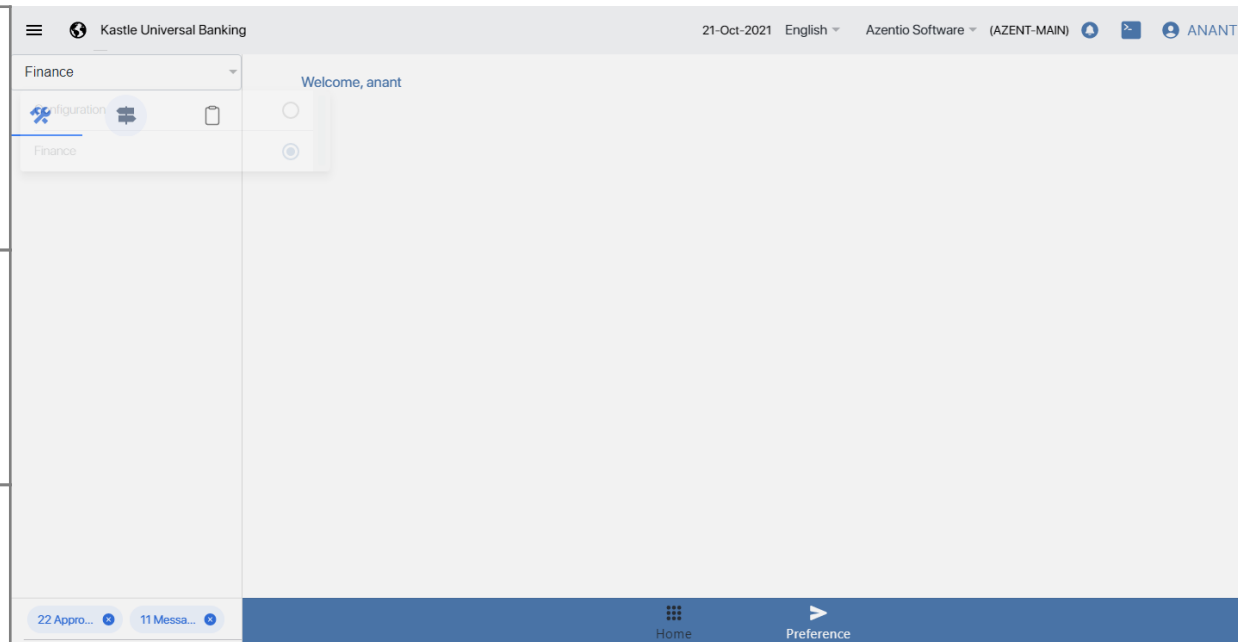 Kastle Universal Banking 21-Oct-2021 English Azentio Software (AZENT-MAIN) ANANT
Finance
Welcome, anant
Configuration
Finance
22 Appro... 11 Messa...
Home Preference